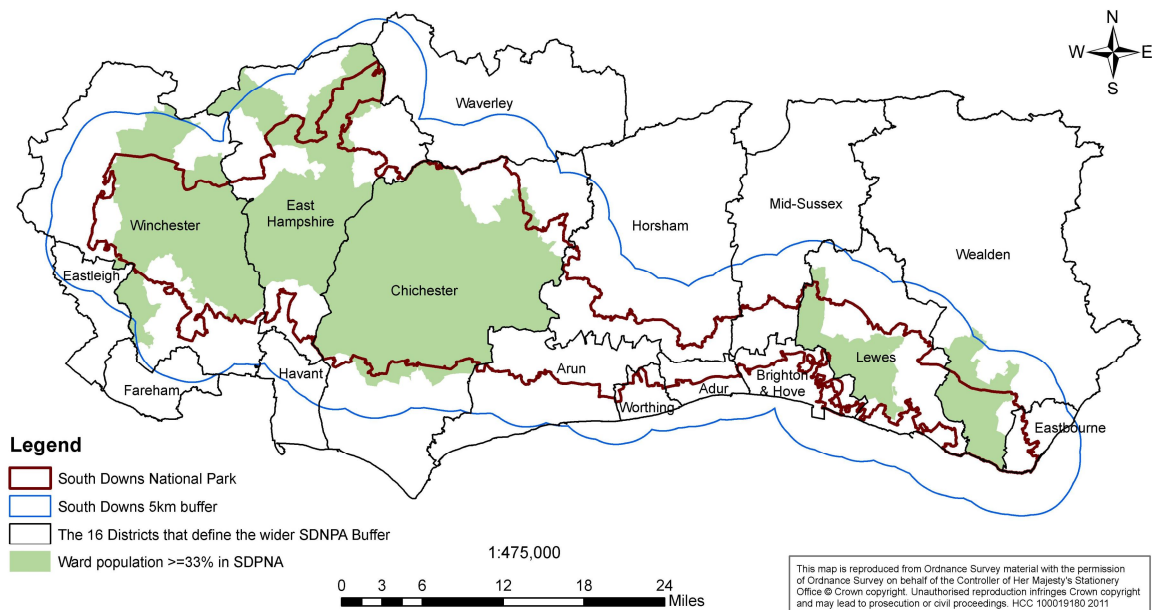 N
W E
S
Waverley
East
Hampshire
Winchester
Horsham
Mid-Sussex
Wealden
Eastleigh
Chichester
Fareham
Havant
Arun
Worthing
Adur
Brighton
& Hove
Lewes
Eastbourne
Legend
South Downs National Park
South Downs 5km buffer
The 16 Districts that define the wider SDNPA Buffer
Ward population >=33% in SDPNA
1:475,000
0 3 6 12 18 24
Miles
This map is reproduced from Ordnance Survey material with the permission
of Ordnance Survey on behalf of the Controller of Her Majesty's Stationery
Office © Crown copyright. Unauthorised reproduction infringes Crown copyright
and may lead to prosecution or civil proceedings. HCC 100019180 2011